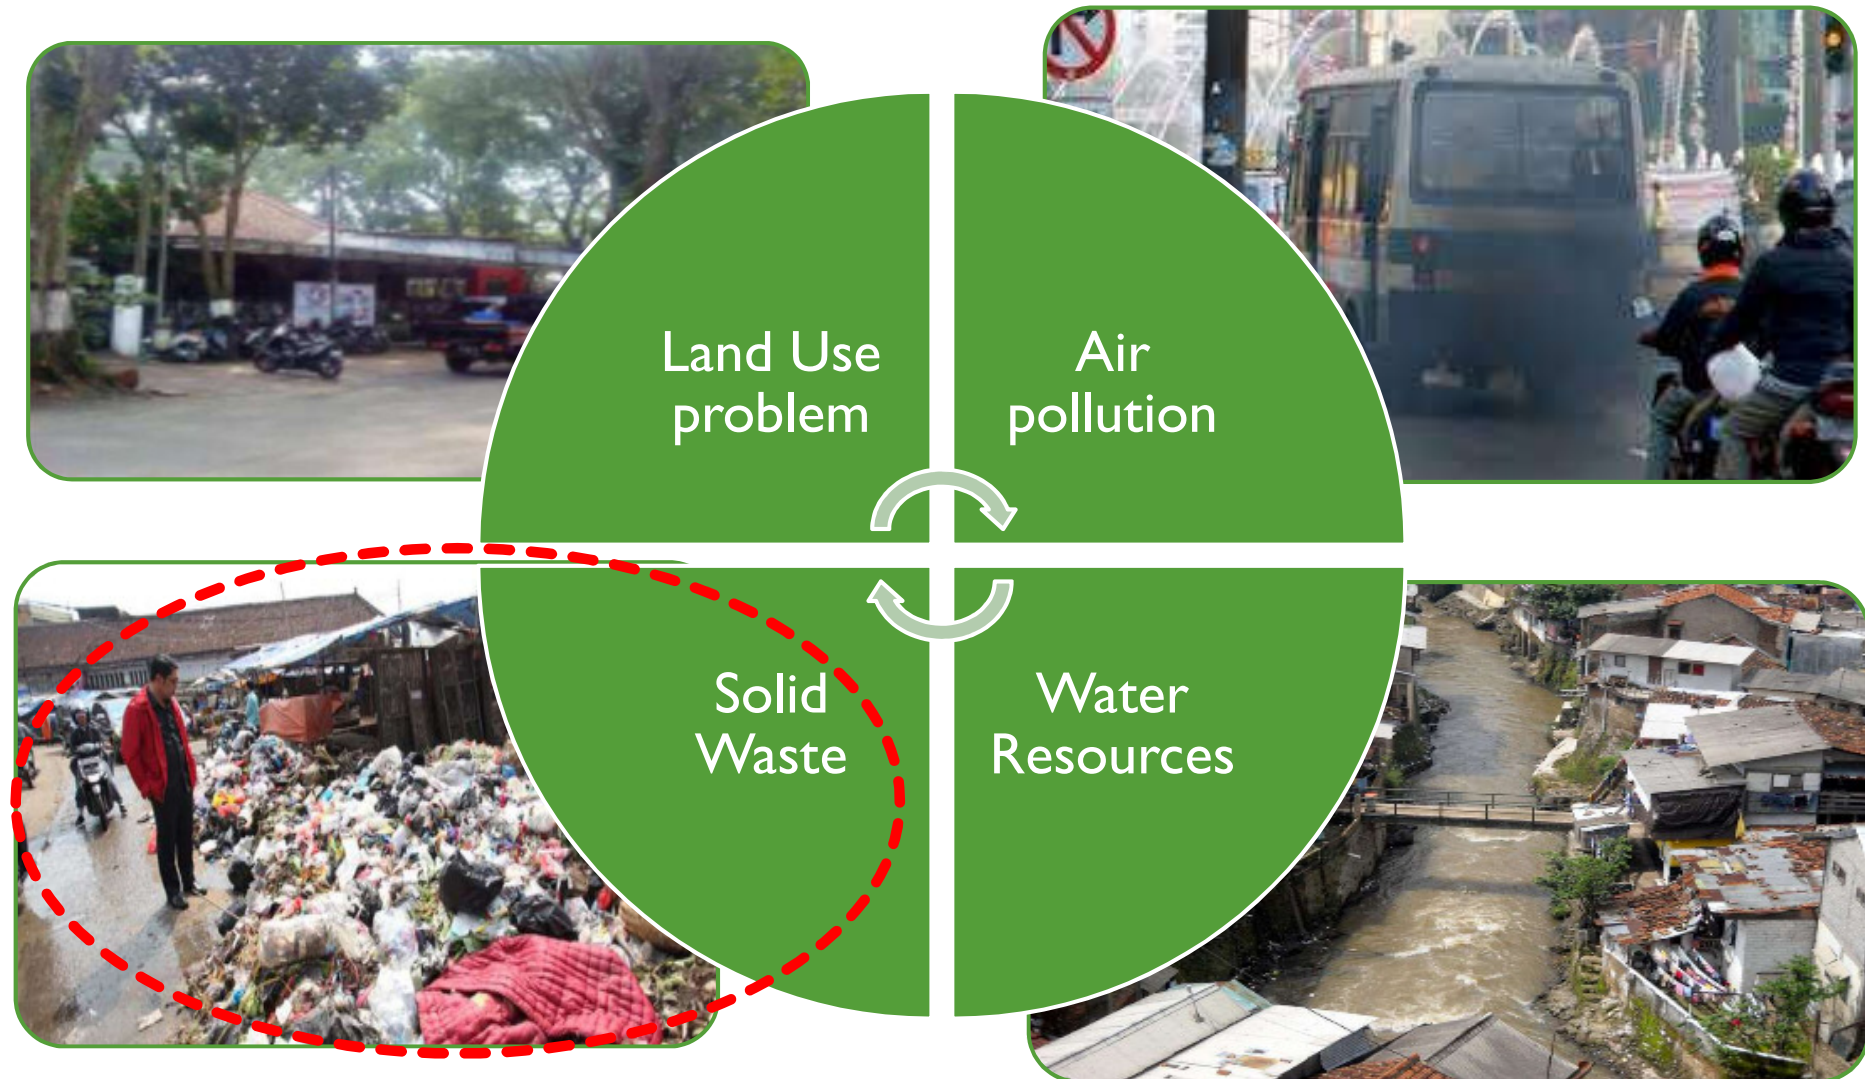 Land Use
problem
Air
pollution
Solid
Waste
Water
Resources